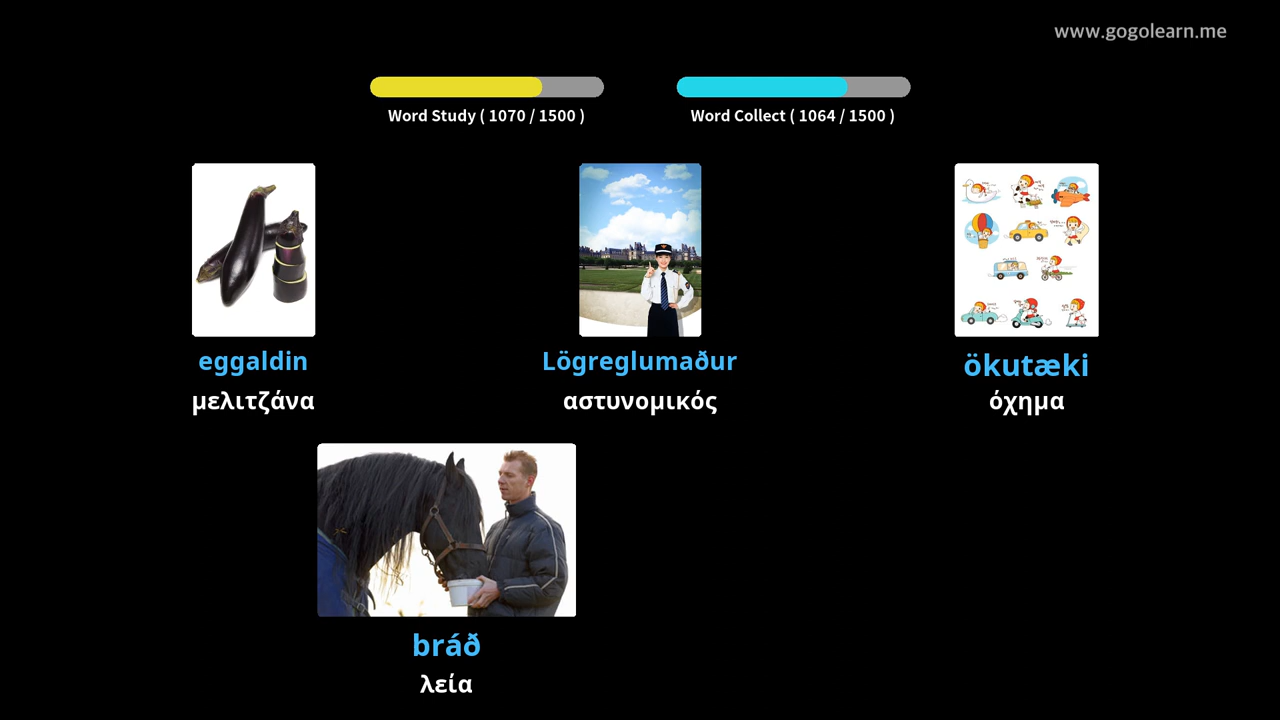 www.gogolearn.me
Word Study ( 1070 / 1500 )
Word Collect ( 1064 / 1500 )
eggaldin
μελιτζάνα
Lögreglumaður
αστυνομικός
ökutæki
όχημα
bráð
λεία